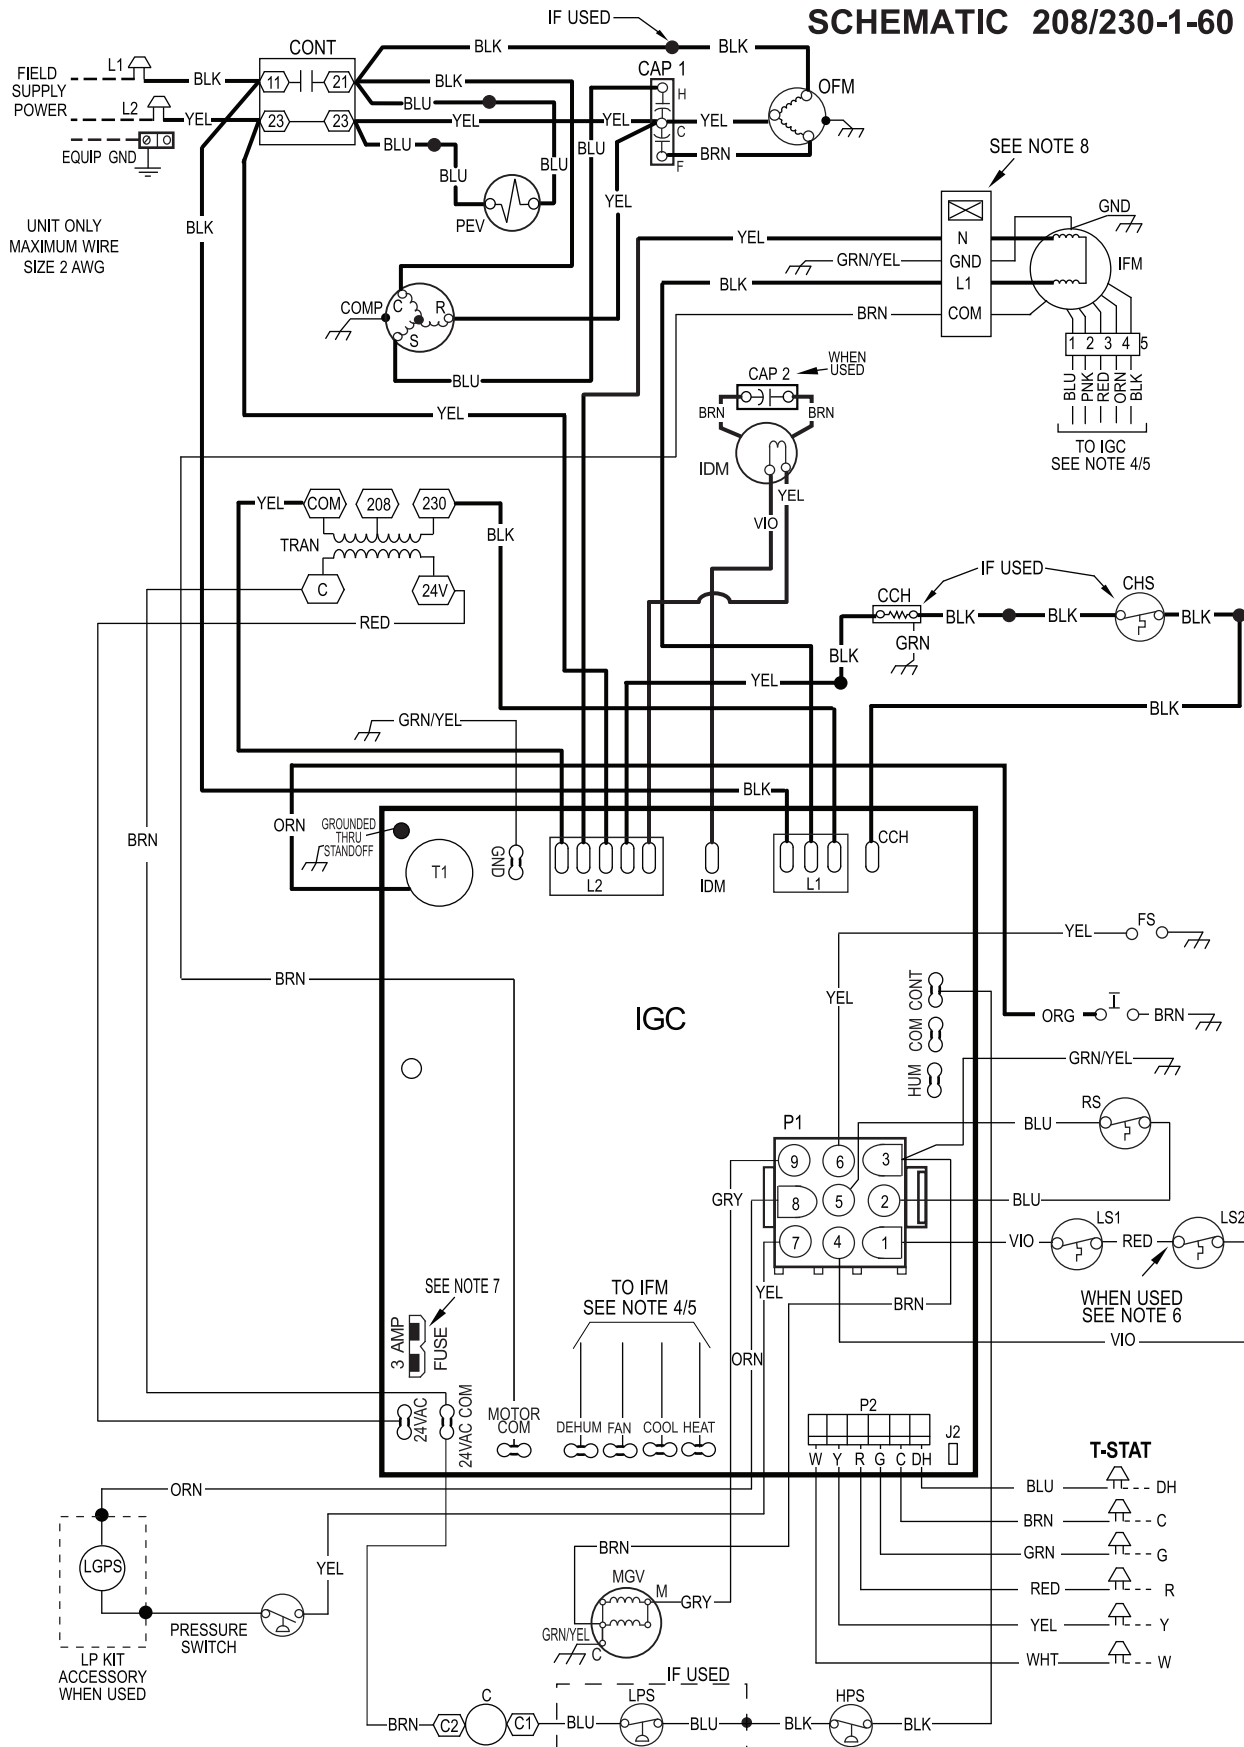 SCHEMATIC 208/230-1-60
IF USED
CONT
BLK
BLK
L1
FIELD
SUPPLY
POWER
BLK
11
21
BLK
CAP 1
H
OFM
BLU
L2
YEL
23
23
YEL
YEL
C
YEL
EQUIP GND
BLU
BLU
BLU
BRN
F
BLU
SEE NOTE 8
UNIT ONLY
MAXIMUM WIRE
SIZE 2 AWG
BLK
PEV
YEL
GND
YEL
N
GRN/YEL
GND
IFM
BLK
L1
COMP
C
R
S
BRN
COM
1 2 3 4 5
BLU
PNK
RED
ORN
BLK
TO IGC
SEE NOTE 4/5
BLU
CAP 2
WHEN
USED
YEL
BRN
BRN
IDM
YEL
VIO
YEL
COM
208
230
BLK
TRAN
C
24V
RED
IF USED
CCH
CHS
BLK
BLK
BLK
BLK
GRN
YEL
BLK
GRN/YEL
BLK
BRN
ORN
GROUNDED
THRU
STANDOFF
T1
GND
L2
IDM
L1
CCH
YEL
FS
BRN
YEL
CONT
COM
HUM
IGC
ORG
I
BRN
GRN/YEL
RS
P1
BLU
9
6
3
GRY
8
5
2
BLU
7
4
1
VIO
LS1
RED
LS2
YEL
BRN
WHEN USED
SEE NOTE 6
VIO
SEE NOTE 7
TO IFM
SEE NOTE 4/5
3 AMP
FUSE
ORN
24VAC
24VAC COM
MOTOR
COM
DEHUM
FAN
COOL
HEAT
P2
J2
W Y R G C DH
T-STAT
ORN
BLU
DH
BRN
C
GRN
G
RED
R
YEL
Y
WHT
W
LGPS
YEL
BRN
MGV
M
GRY
GRN/YEL
C
PRESSURE
SWITCH
LP KIT
ACCESSORY
WHEN USED
IF USED
C
LPS
HPS
BRN
C2
C1
BLU
BLU
BLK
BLK